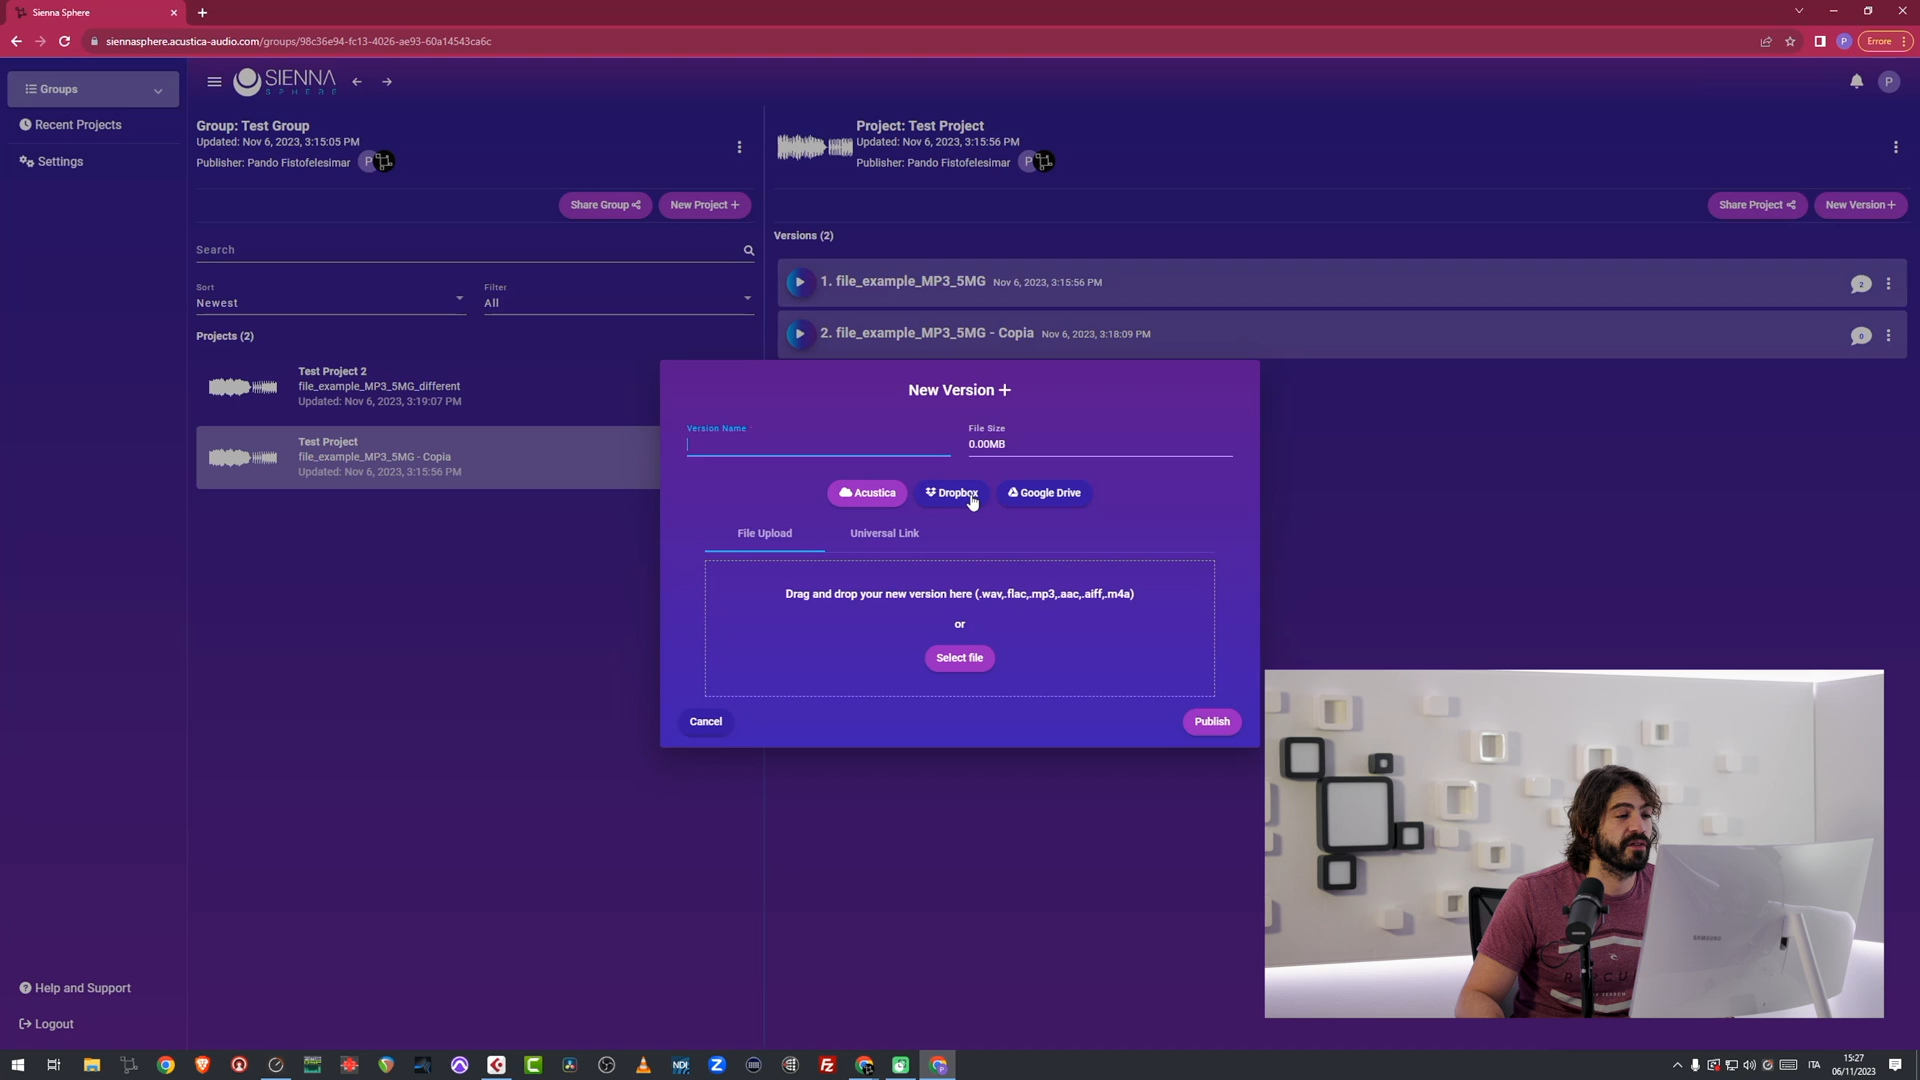 Sienna Sphere
siennasphere.acustica-audio.com/groups/98c36e94-fc13-4026-ae93-60a14543ca6c
P
Errore
Groups
Recent Projects
Settings
Help and Support
Logout
SIENNA
SPHERE
P
Group: Test Group
Updated: Nov 6, 2023, 3:15:05 PM
Publisher: Pando Fistofelesimar
P
Share Group
New Project +
Search
Sort
Newest
Filter
All
Projects (2)
Test Project 2
file_example_MP3_5MG_different
Updated: Nov 6, 2023, 3:19:07 PM
Test Project
file_example_MP3_5MG - Copia
Updated: Nov 6, 2023, 3:15:56 PM
Project: Test Project
Updated: Nov 6, 2023, 3:15:56 PM
Publisher: Pando Fistofelesimar
P
Share Project
New Version +
Versions (2)
1. file_example_MP3_5MG Nov 6, 2023, 3:15:56 PM
2
2. file_example_MP3_5MG - Copia Nov 6, 2023, 3:18:09 PM
0
New Version +
Version Name *
File Size
0.00MB
Acustica
Dropbox
Google Drive
File Upload
Universal Link
Drag and drop your new version here (.wav,.flac,.mp3,.aac,.aiff,.m4a)
or
Select file
Cancel
Publish
SAMSUNG
NDI
ITA
15:27
06/11/2023